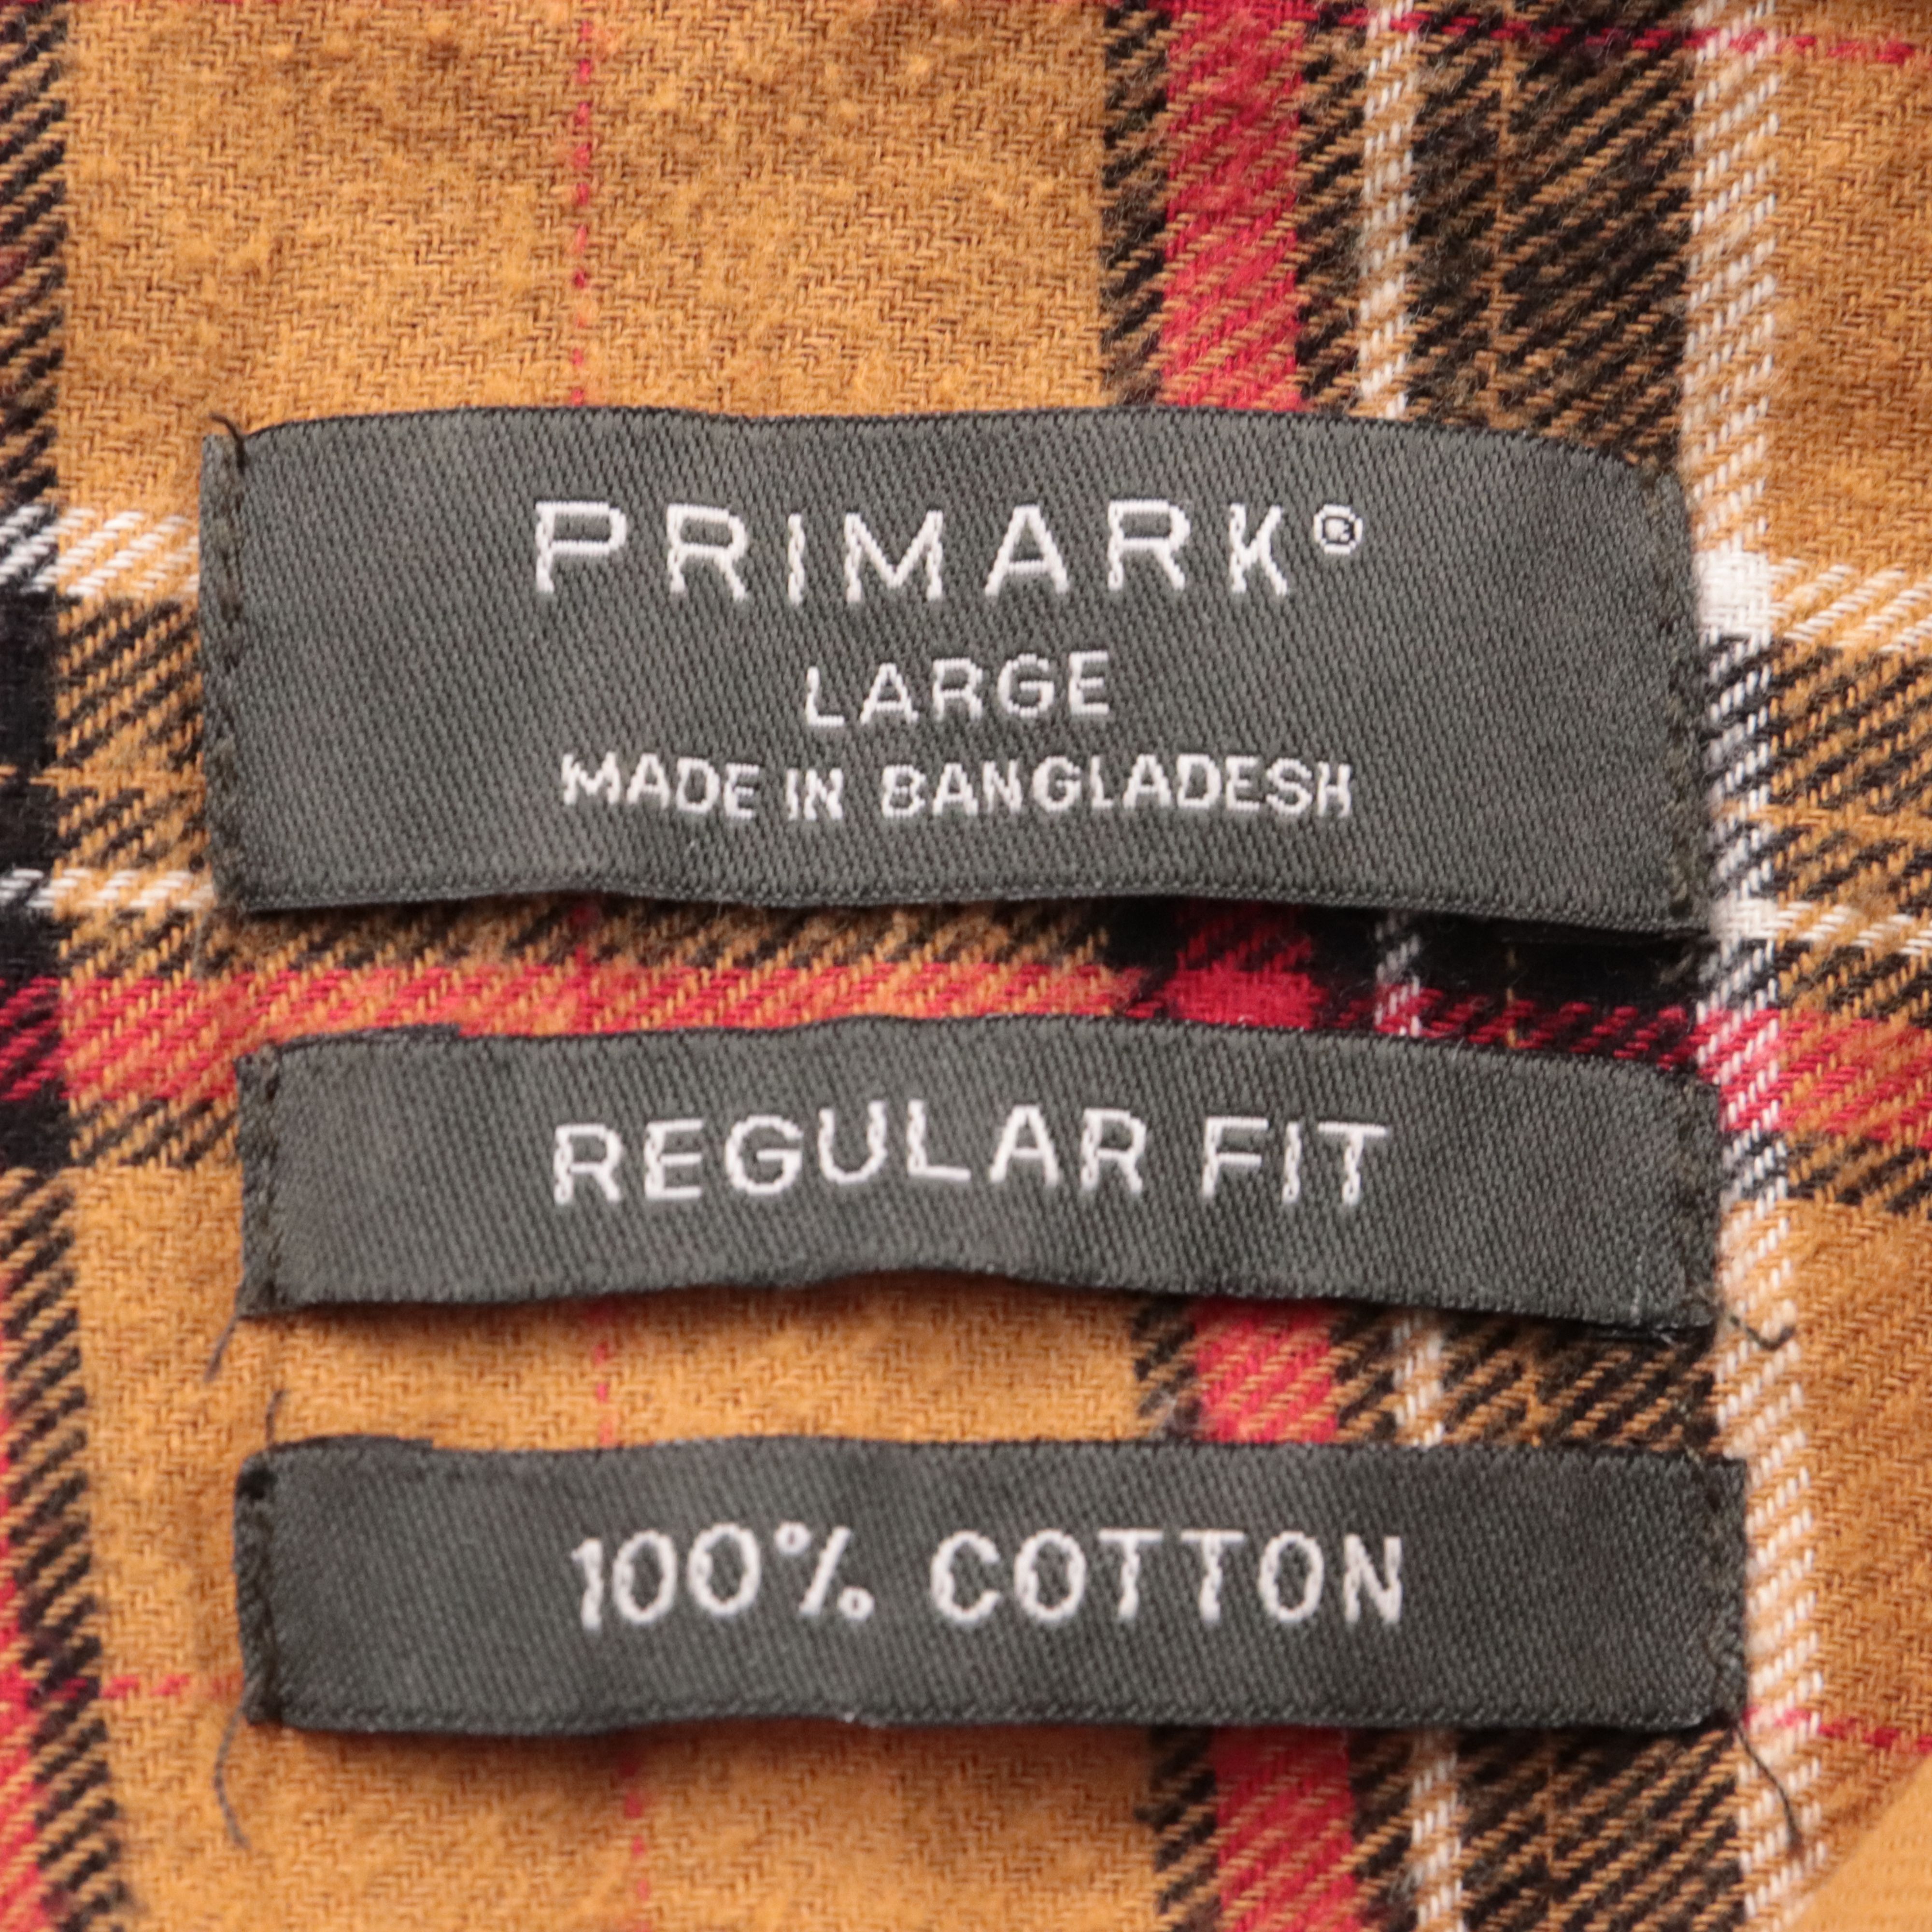 PRIMARK®
LARGE
MADE IN BANGLADESH
REGULAR FIT
100% COTTON